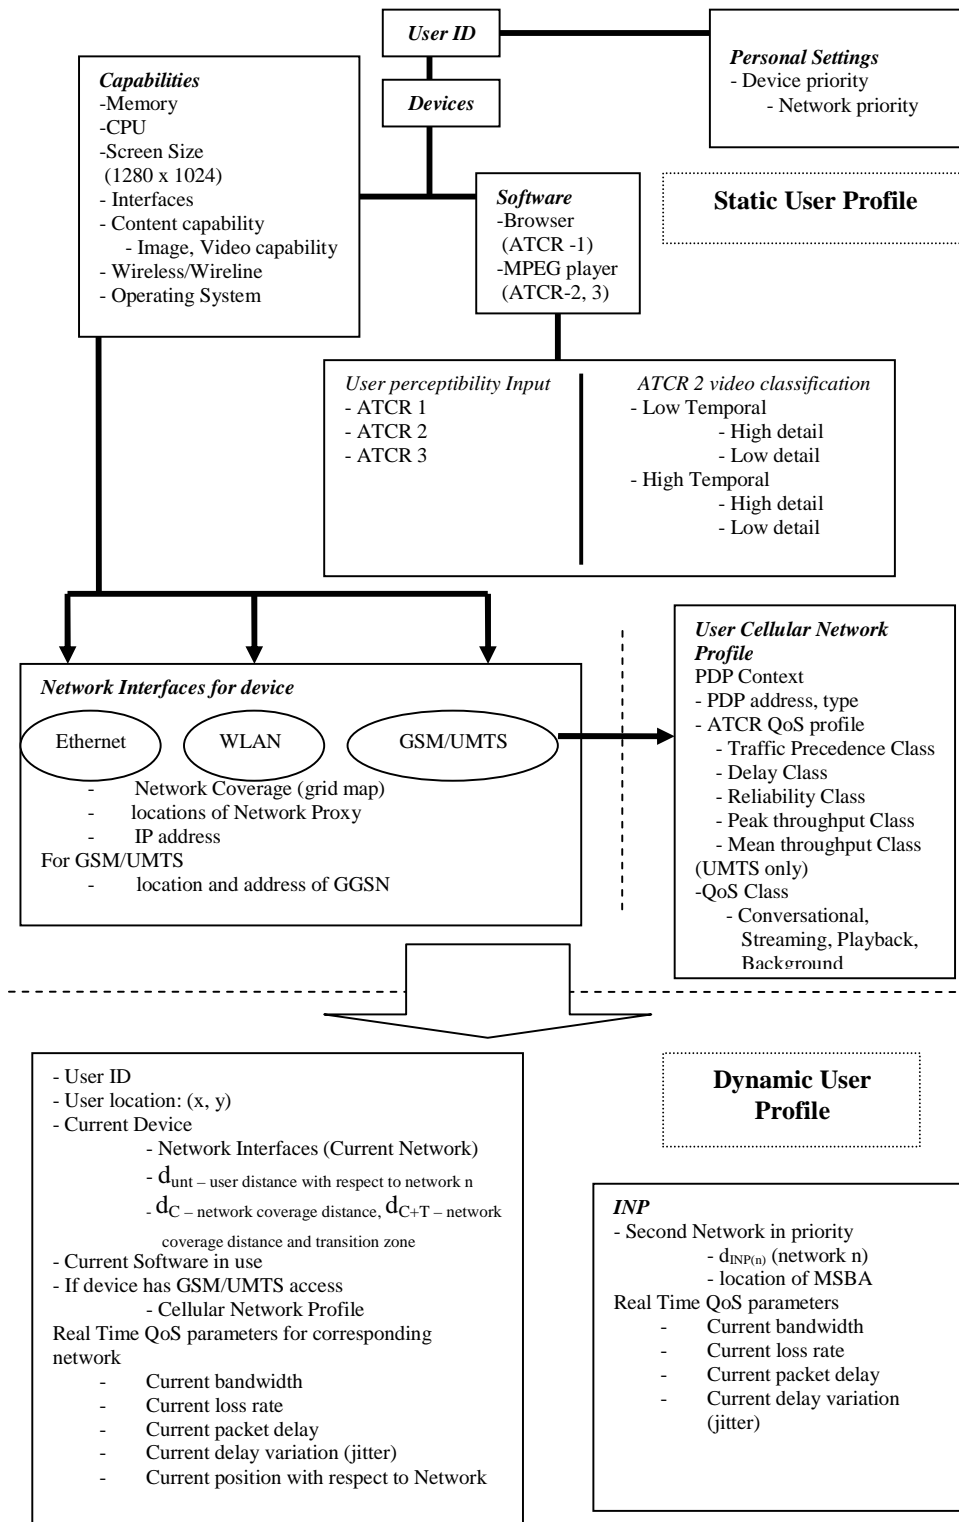 User ID
Personal Settings
- Device priority
- Network priority
Capabilities
-Memory
-CPU
-Screen Size
(1280 x 1024)
- Interfaces
- Content capability
- Image, Video capability
- Wireless/Wireline
- Operating System
Devices
Static User Profile
Software
-Browser
(ATCR -1)
-MPEG player
(ATCR-2, 3)
User perceptibility Input
- ATCR 1
- ATCR 2
- ATCR 3
ATCR 2 video classification
- Low Temporal
- High detail
- Low detail
- High Temporal
- High detail
- Low detail
Network Interfaces for device
Ethernet
WLAN
GSM/UMTS
- Network Coverage (grid map)
- locations of Network Proxy
- IP address
For GSM/UMTS
- location and address of GGSN
User Cellular Network
Profile
PDP Context
- PDP address, type
- ATCR QoS profile
- Traffic Precedence Class
- Delay Class
- Reliability Class
- Peak throughput Class
- Mean throughput Class
(UMTS only)
-QoS Class
- Conversational,
Streaming, Playback,
Background
Dynamic User
Profile
- User ID
- User location: (x, y)
- Current Device
- Network Interfaces (Current Network)
- dunt – user distance with respect to network n
- dC – network coverage distance, dC+T – network
coverage distance and transition zone
- Current Software in use
- If device has GSM/UMTS access
- Cellular Network Profile
Real Time QoS parameters for corresponding
network
- Current bandwidth
- Current loss rate
- Current packet delay
- Current delay variation (jitter)
- Current position with respect to Network
INP
- Second Network in priority
- dINP(n) (network n)
- location of MSBA
Real Time QoS parameters
- Current bandwidth
- Current loss rate
- Current packet delay
- Current delay variation
(jitter)